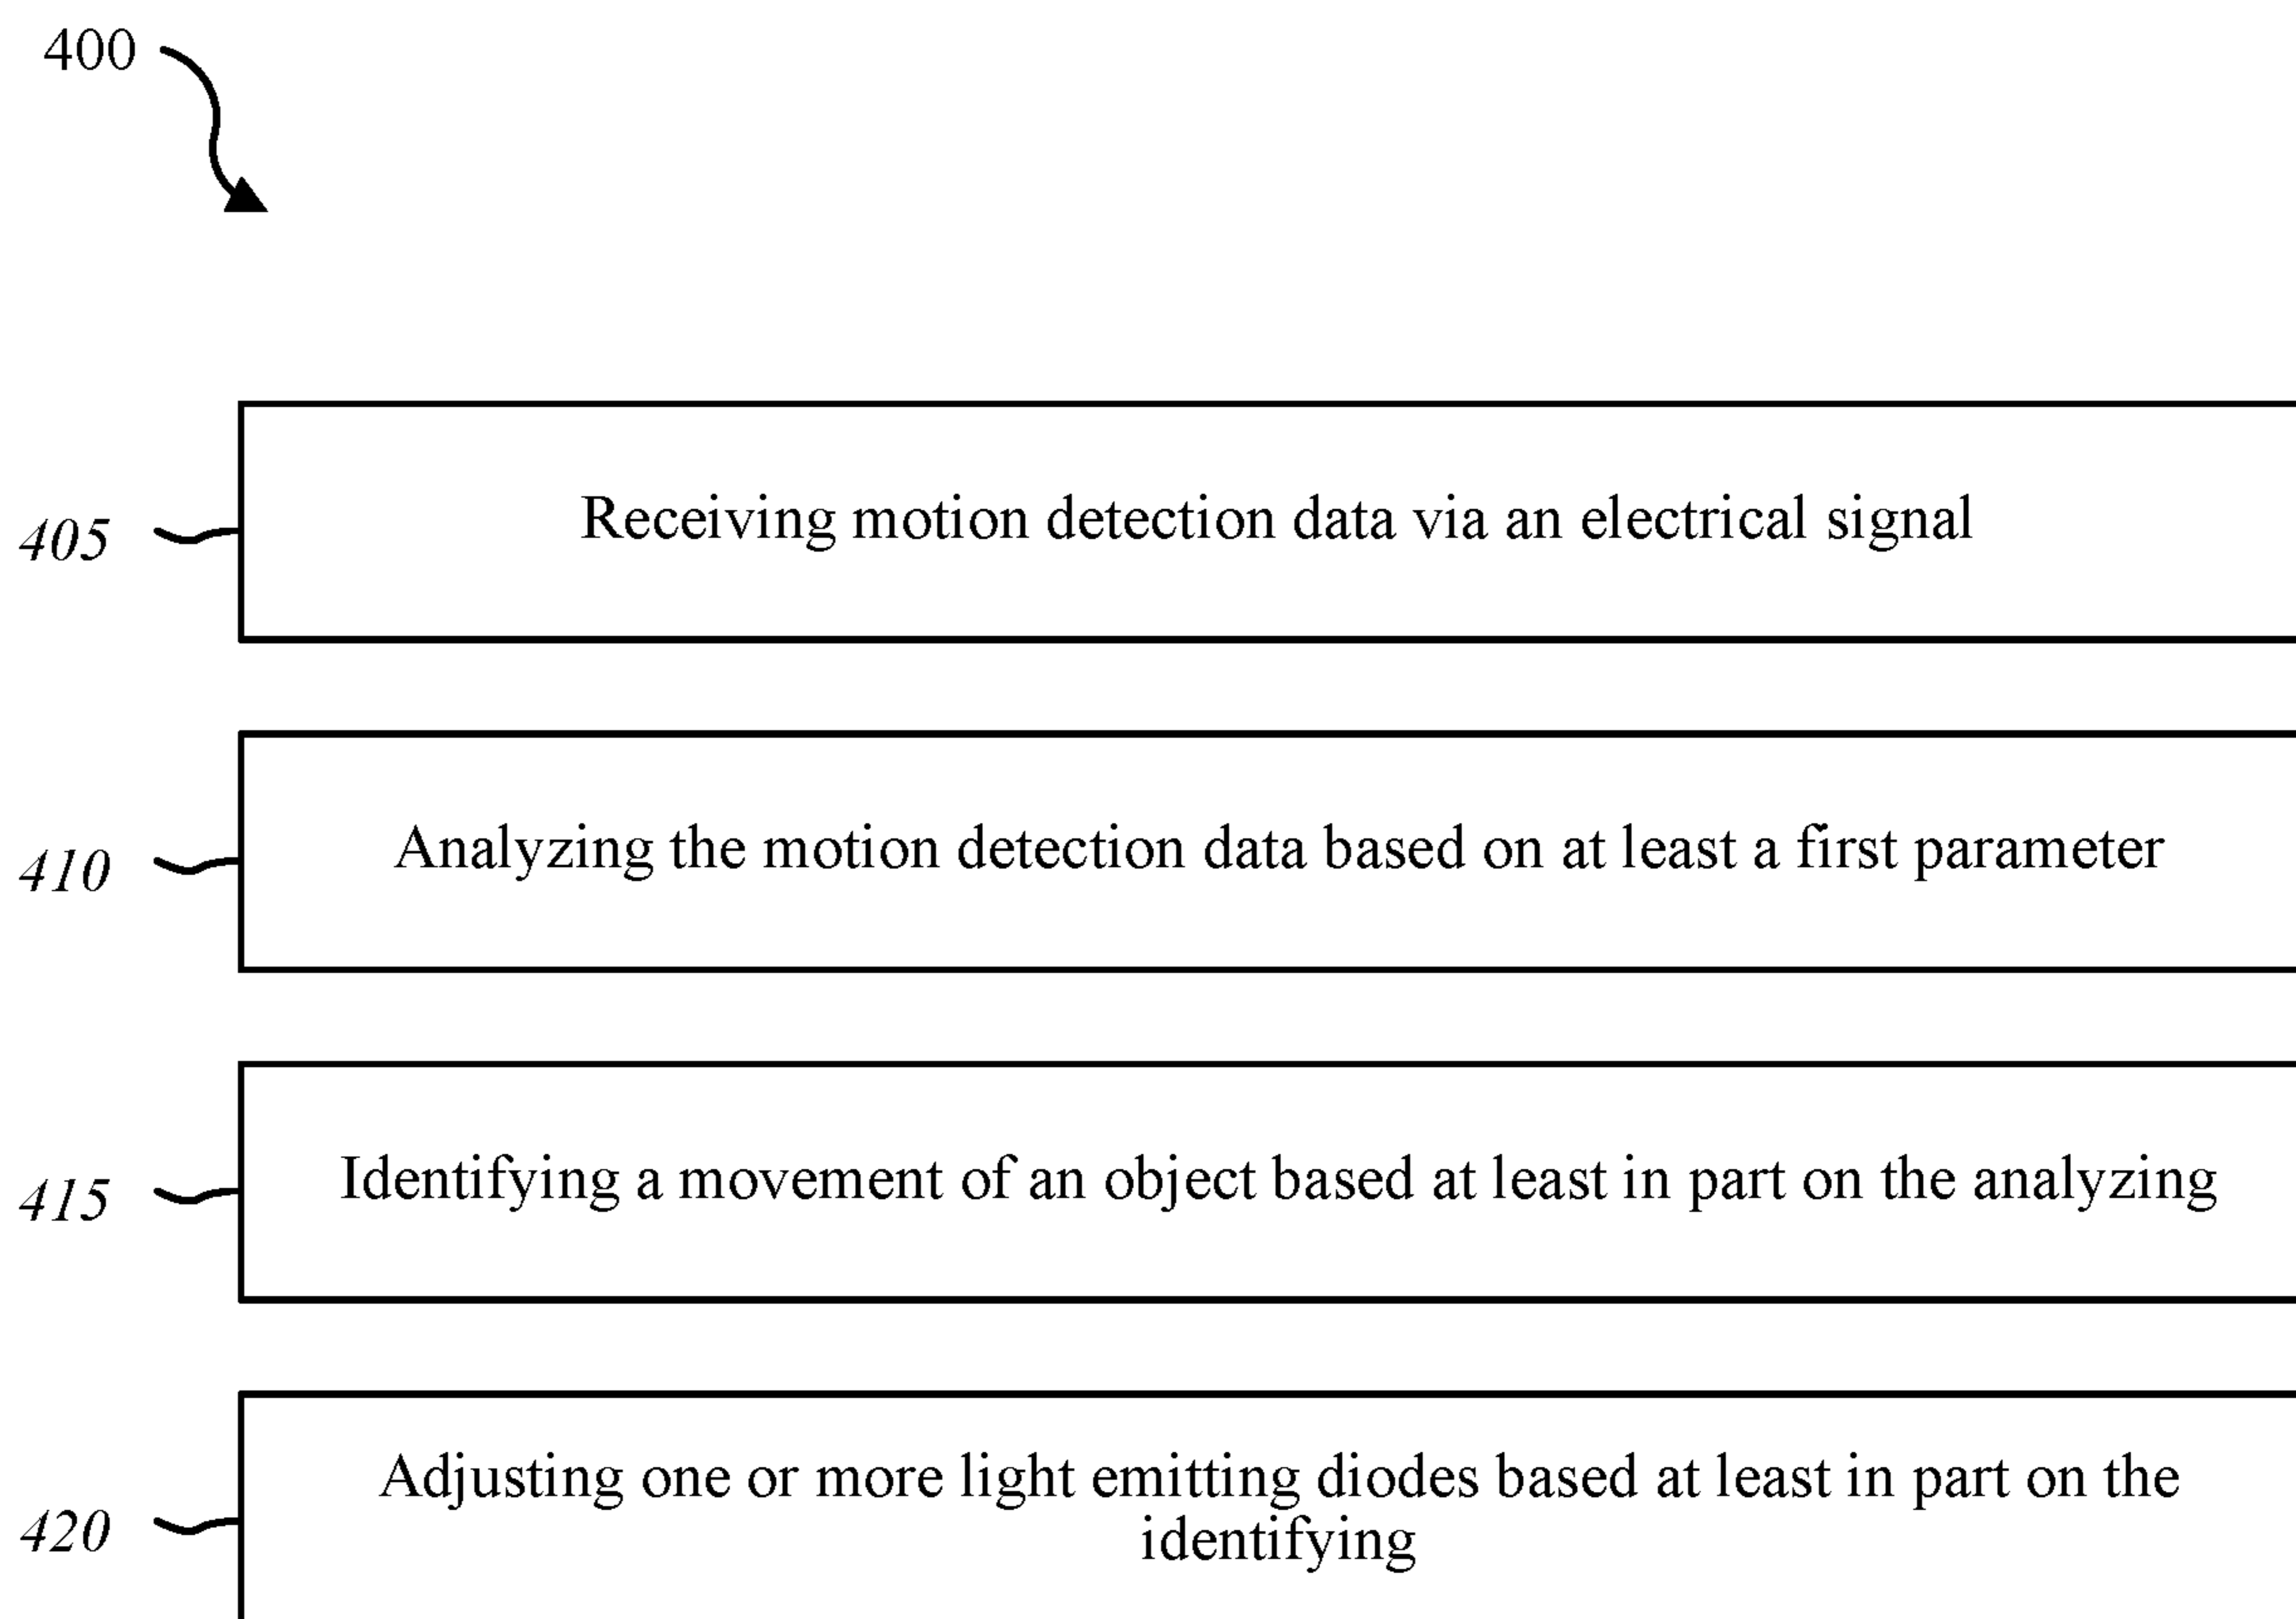 400
405
Receiving motion detection data via an electrical signal
410
Analyzing the motion detection data based on at least a first parameter
415
Identifying a movement of an object based at least in part on the analyzing
420
Adjusting one or more light emitting diodes based at least in part on the
identifying